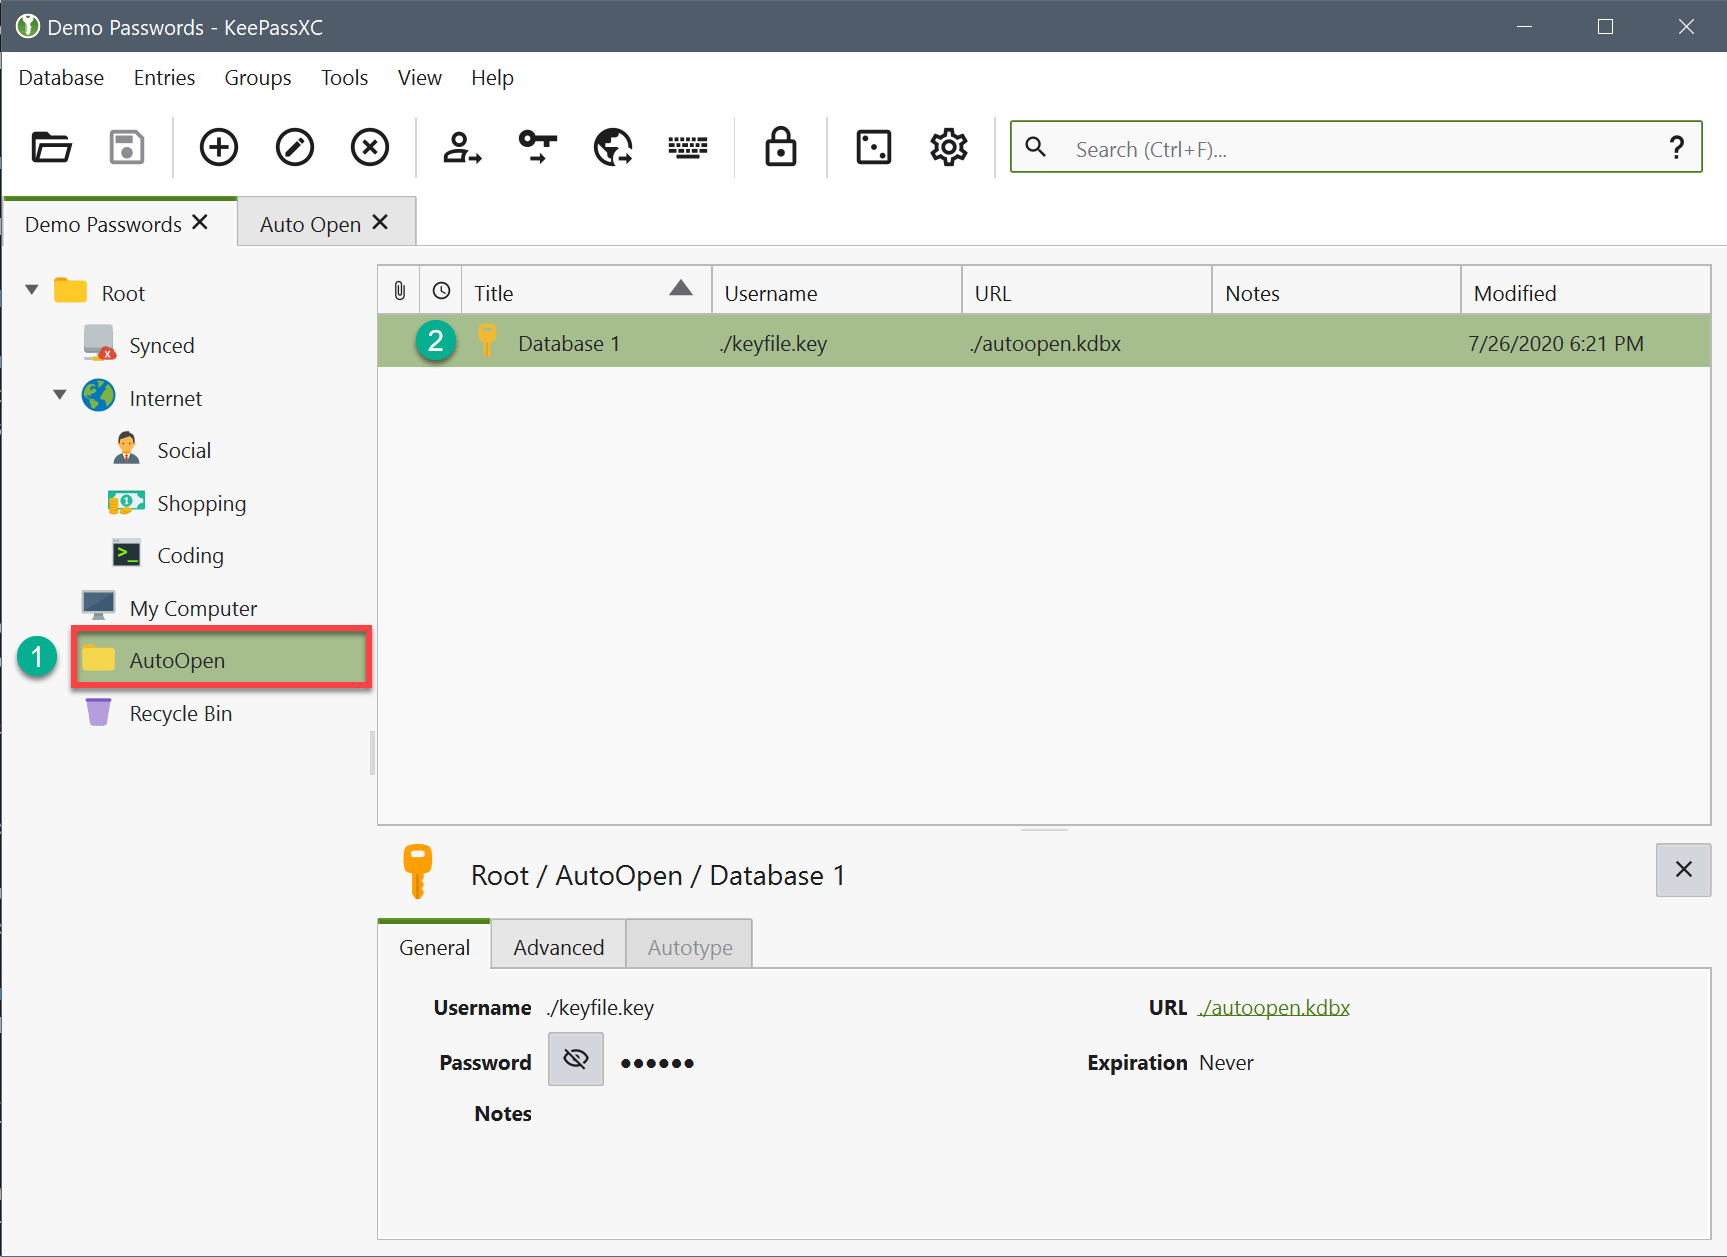 Demo Passwords - KeePassXC
Database Entries Groups Tools View Help
Search (Ctrl+F)... ?
Demo Passwords Auto Open
Root
Synced
Internet
Social
Shopping
Coding
My Computer
1 AutoOpen
Recycle Bin
Title Username URL Notes Modified
2 Database 1 ./keyfile.key ./autoopen.kdbx 7/26/2020 6:21 PM
Root / AutoOpen / Database 1
General Advanced Autotype
Username ./keyfile.key URL ./autoopen.kdbx
Password ●●●●●● Expiration Never
Notes